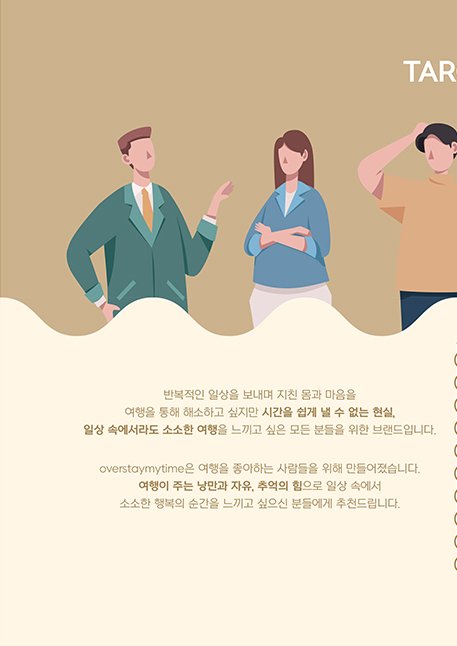 TAR
반복적인 일상을 보내며 지친 몸과 마음을
여행을 통해 해소하고 싶지만 시간을 쉽게 낼 수 없는 현실,
일상 속에서라도 소소한 여행을 느끼고 싶은 모든 분들을 위한 브랜드입니다.
overstaymytime은 여행을 좋아하는 사람들을 위해 만들어졌습니다.
여행이 주는 낭만과 자유, 추억의 힘으로 일상 속에서
소소한 행복의 순간을 느끼고 싶으신 분들에게 추천드립니다.